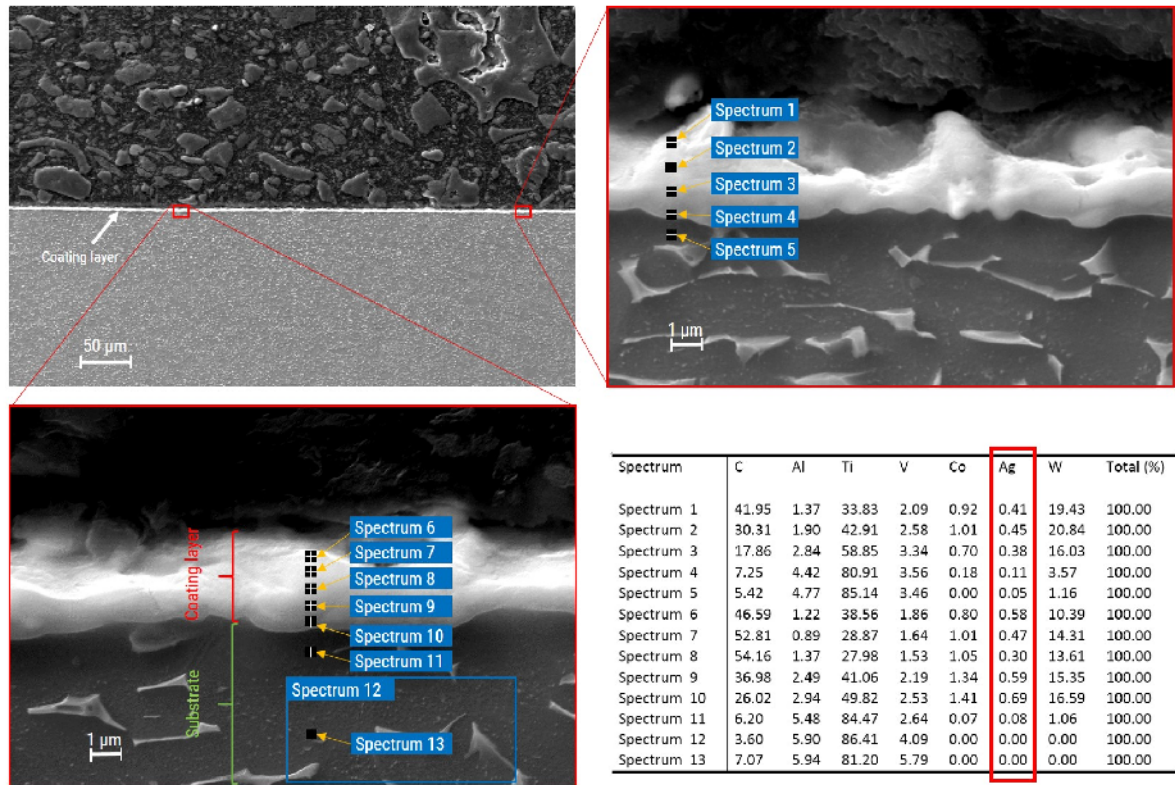 Coating layer
50 µm
Spectrum 1
Spectrum 2
Spectrum 3
Spectrum 4
Spectrum 5
1 µm
Coating layer
Substrate
Spectrum 6
Spectrum 7
Spectrum 8
Spectrum 9
Spectrum 10
Spectrum 11
Spectrum 12
Spectrum 13
1 µm
Spectrum C Al Ti V Co Ag W Total (%)
Spectrum 1 41.95 1.37 33.83 2.09 0.92 0.41 19.43 100.00
Spectrum 2 30.31 1.90 42.91 2.58 1.01 0.45 20.84 100.00
Spectrum 3 17.86 2.84 58.85 3.34 0.70 0.38 16.03 100.00
Spectrum 4 7.25 4.42 80.91 3.56 0.18 0.11 3.57 100.00
Spectrum 5 5.42 4.77 85.14 3.46 0.00 0.05 1.16 100.00
Spectrum 6 46.59 1.22 38.56 1.86 0.80 0.58 10.39 100.00
Spectrum 7 52.81 0.89 28.87 1.64 1.01 0.47 14.31 100.00
Spectrum 8 54.16 1.37 27.98 1.53 1.05 0.30 13.61 100.00
Spectrum 9 36.98 2.49 41.06 2.19 1.34 0.59 15.35 100.00
Spectrum 10 26.02 2.94 49.82 2.53 1.41 0.69 16.59 100.00
Spectrum 11 6.20 5.48 84.47 2.64 0.07 0.08 1.06 100.00
Spectrum 12 3.60 5.90 86.41 4.09 0.00 0.00 0.00 100.00
Spectrum 13 7.07 5.94 81.20 5.79 0.00 0.00 0.00 100.00